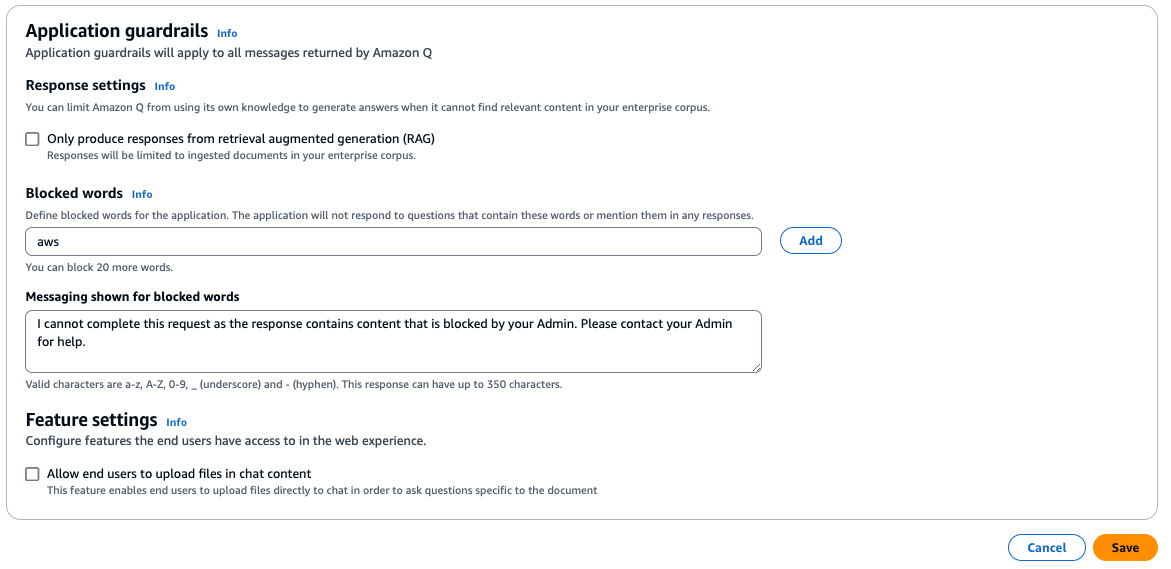 Application guardrails Info
Application guardrails will apply to all messages returned by Amazon Q
Response settings Info
You can limit Amazon Q from using its own knowledge to generate answers when it cannot find relevant content in your enterprise corpus.
Only produce responses from retrieval augmented generation (RAG)
Responses will be limited to ingested documents in your enterprise corpus.
Blocked words Info
Define blocked words for the application. The application will not respond to questions that contain these words or mention them in any responses.
aws
Add
You can block 20 more words.
Messaging shown for blocked words
I cannot complete this request as the response contains content that is blocked by your Admin. Please contact your Admin
for help.
Valid characters are a-z, A-Z, 0-9, _ (underscore) and - (hyphen). This response can have up to 350 characters.
Feature settings Info
Configure features the end users have access to in the web experience.
Allow end users to upload files in chat content
This feature enables end users to upload files directly to chat in order to ask questions specific to the document
Cancel Save